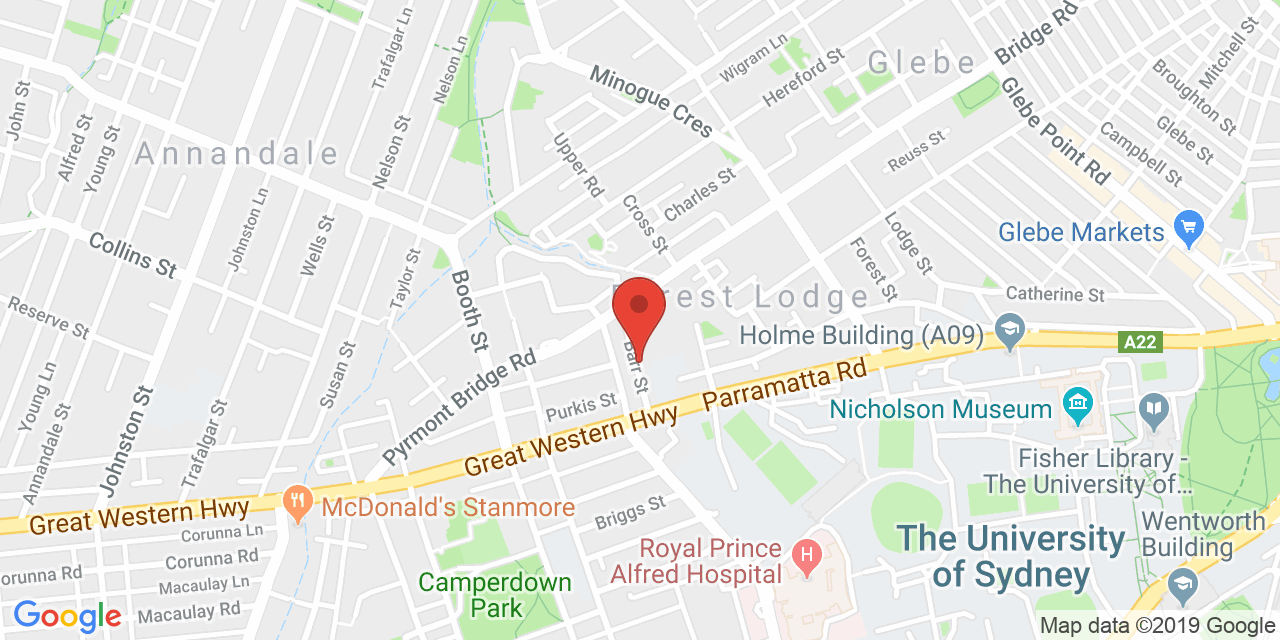 Trafalgar Ln
Nelson Ln
Wigram Ln
Hereford St
Glebe
Bridge Rd
Mitchell St
Broughton St
John St
Alfred St
Young St
Annandale
Nelson St
Minogue Cres
Glebe Point Rd
Glebe St
Campbell St
Reuss St
Upper Rd
Charles St
Cross St
Johnston Ln
Wells St
Collins St
Taylor St
Lodge St
Forest St
Glebe Markets
Booth St
Reserve St
rest Lodge
Catherine St
Holme Building (A09)
A22
Barr St
Susan St
Young Ln
Annandale St
Johnston St
Trafalgar St
Pyrmont Bridge Rd
Purkis St
Parramatta Rd
Great Western Hwy
Nicholson Museum
Fisher Library -
The University of…
Great Western Hwy
McDonald's Stanmore
Briggs St
Corunna Ln
Corunna Rd
Corunna Rd
Macaulay Ln
Macaulay Rd
Camperdown
Park
Royal Prince
Alfred Hospital
H
The University
of Sydney
Wentworth
Building
Google
Map data ©2019 Google